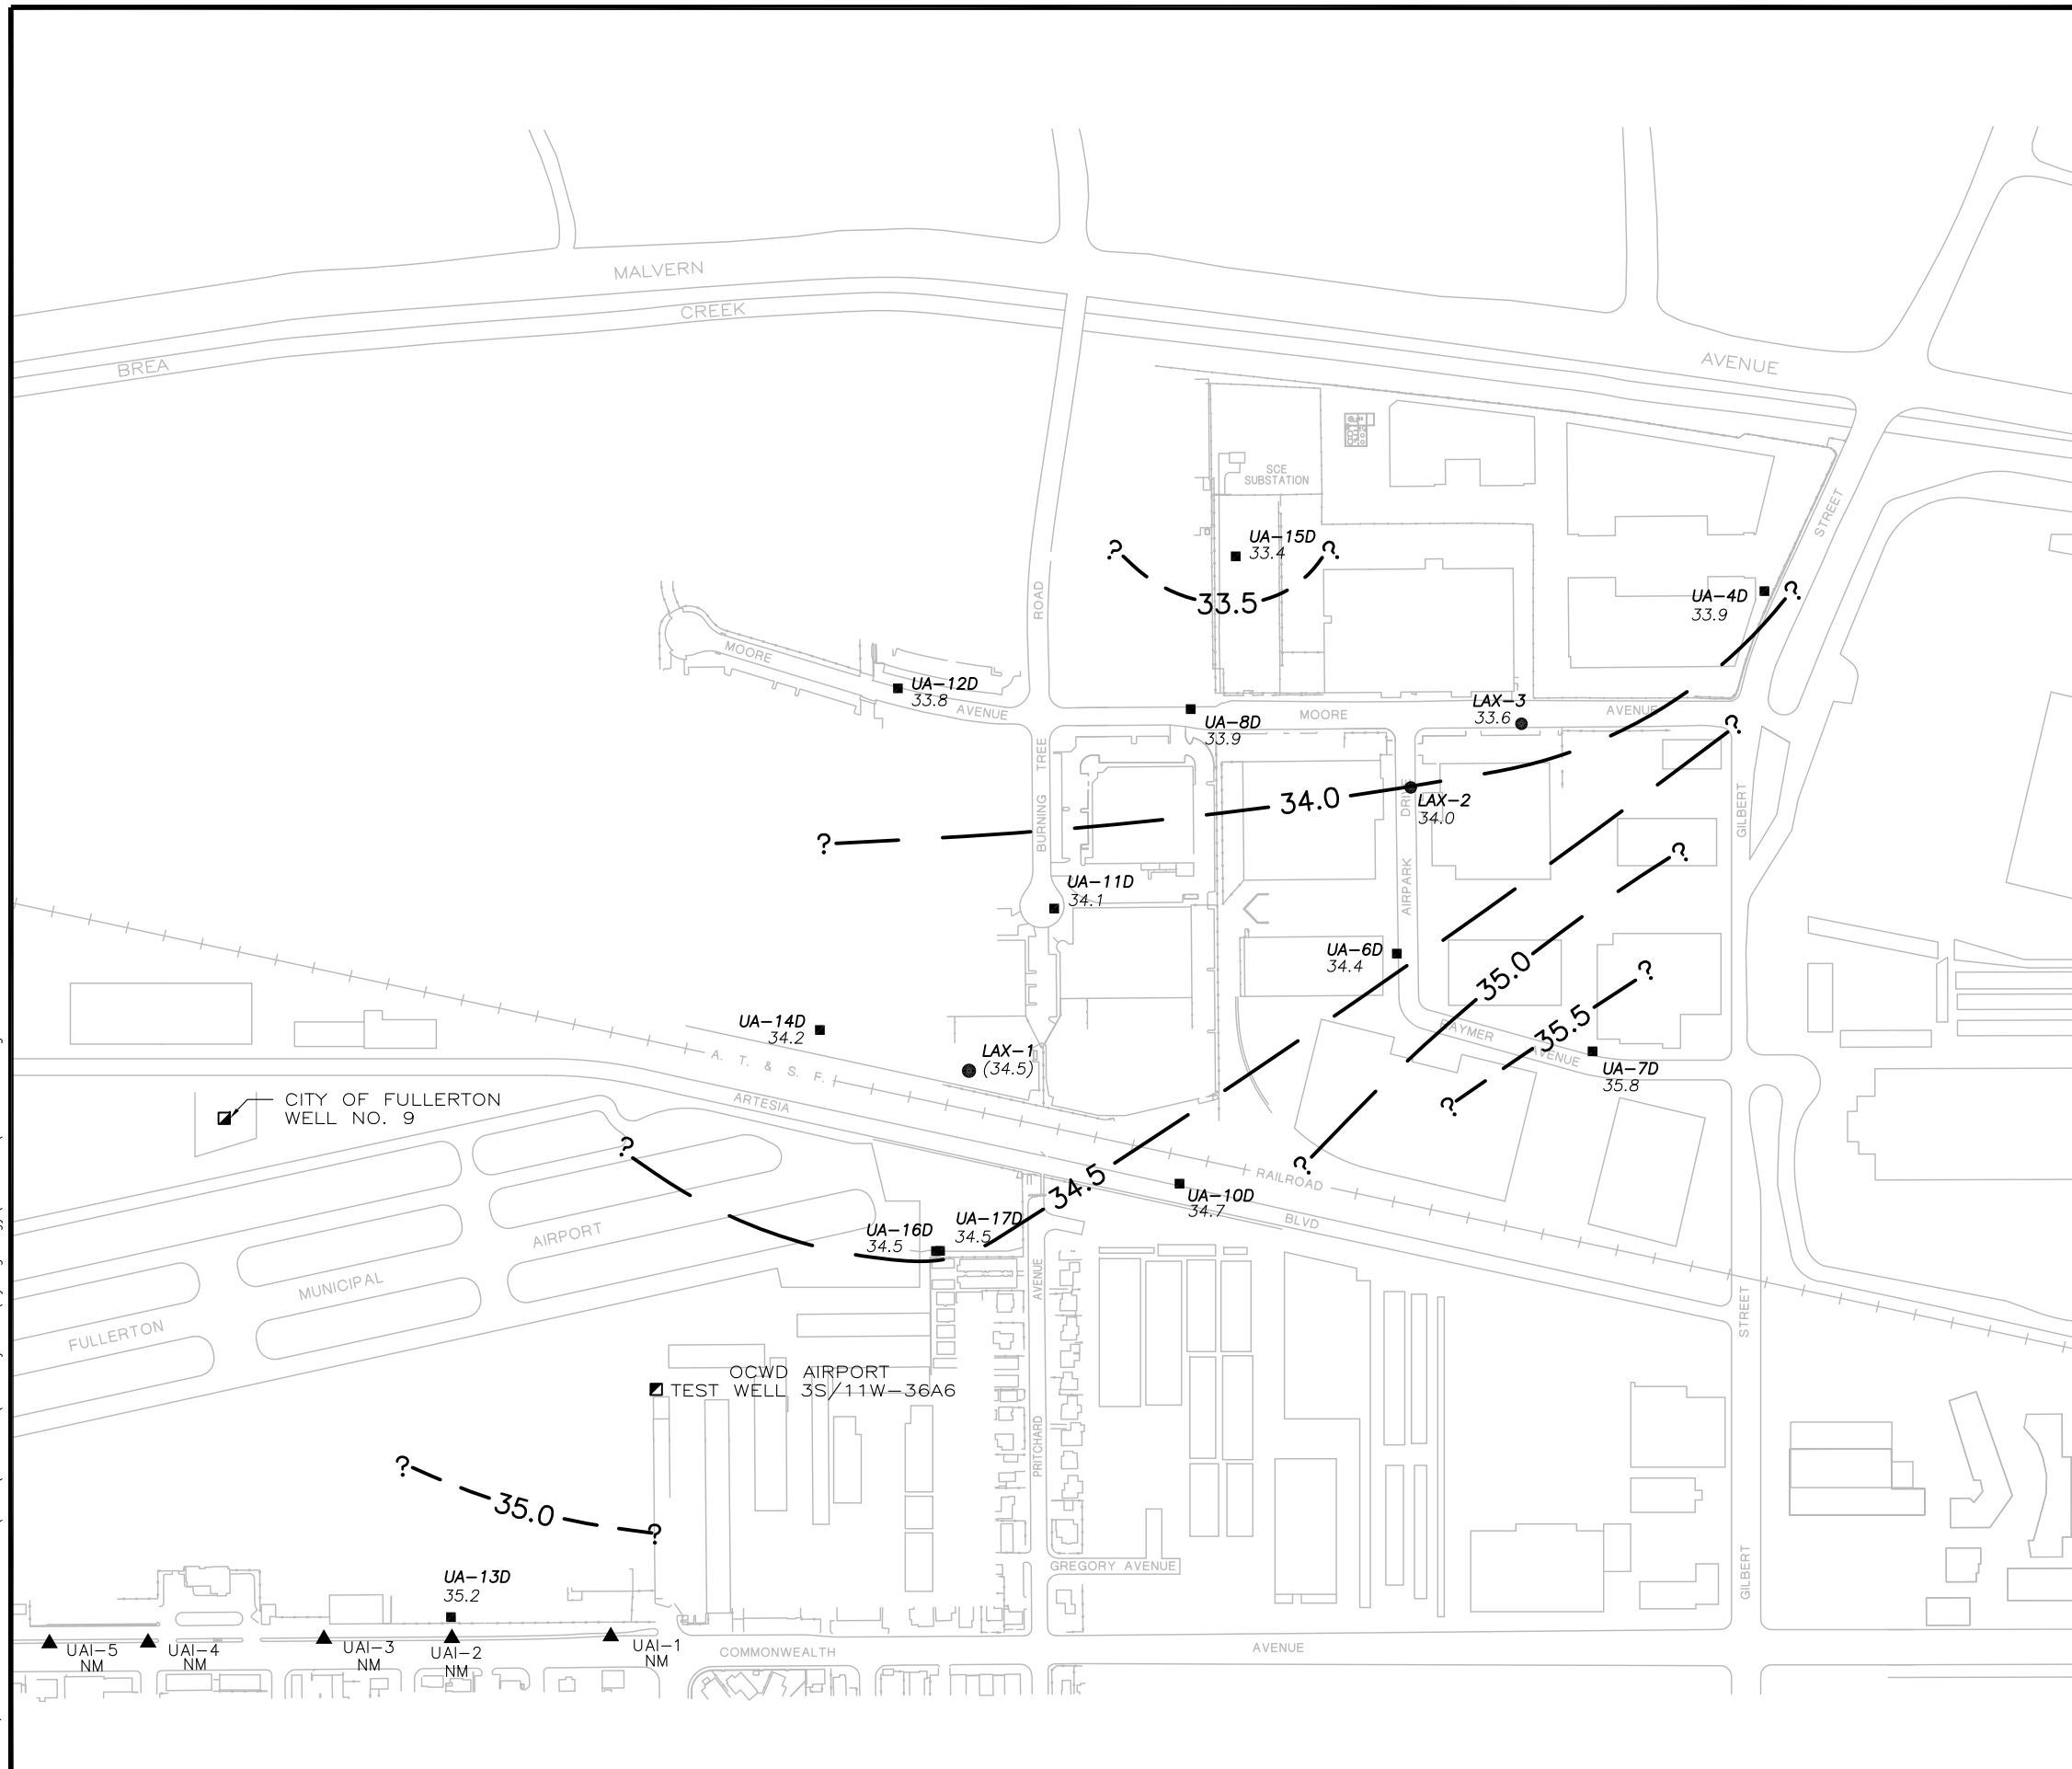 MALVERN
CREEK
BREA
AVENUE
SCE
SUBSTATION
STREET
?
UA-15D
33.4
?
33.5
UA-4D
33.9
?
ROAD
MOORE
UA-12D
33.8
AVENUE
UA-8D
33.9
MOORE
LAX-3
33.6
AVENUE
?
TREE
BURNING
34.0
DRIVE
LAX-2
34.0
GILBERT
?
?
UA-11D
34.1
AIRPARK
UA-6D
34.4
35.0
?
35.5
RAYMER
AVENUE
UA-14D
34.2
LAX-1
(34.5)
UA-7D
35.8
A. T. & S. F.
ARTESIA
CITY OF FULLERTON
WELL NO. 9
?
?
?
RAILROAD
34.5
UA-10D
34.7
BLVD
UA-17D
34.5
UA-16D
34.5
AIRPORT
MUNICIPAL
FULLERTON
AVENUE
STREET
OCWD AIRPORT
TEST WELL 3S/11W-36A6
PRITCHARD
?
35.0
?
GREGORY AVENUE
GILBERT
UA-13D
35.2
UAI-5
NM
UAI-4
NM
UAI-3
NM
UAI-2
NM
UAI-1
NM
COMMONWEALTH
AVENUE